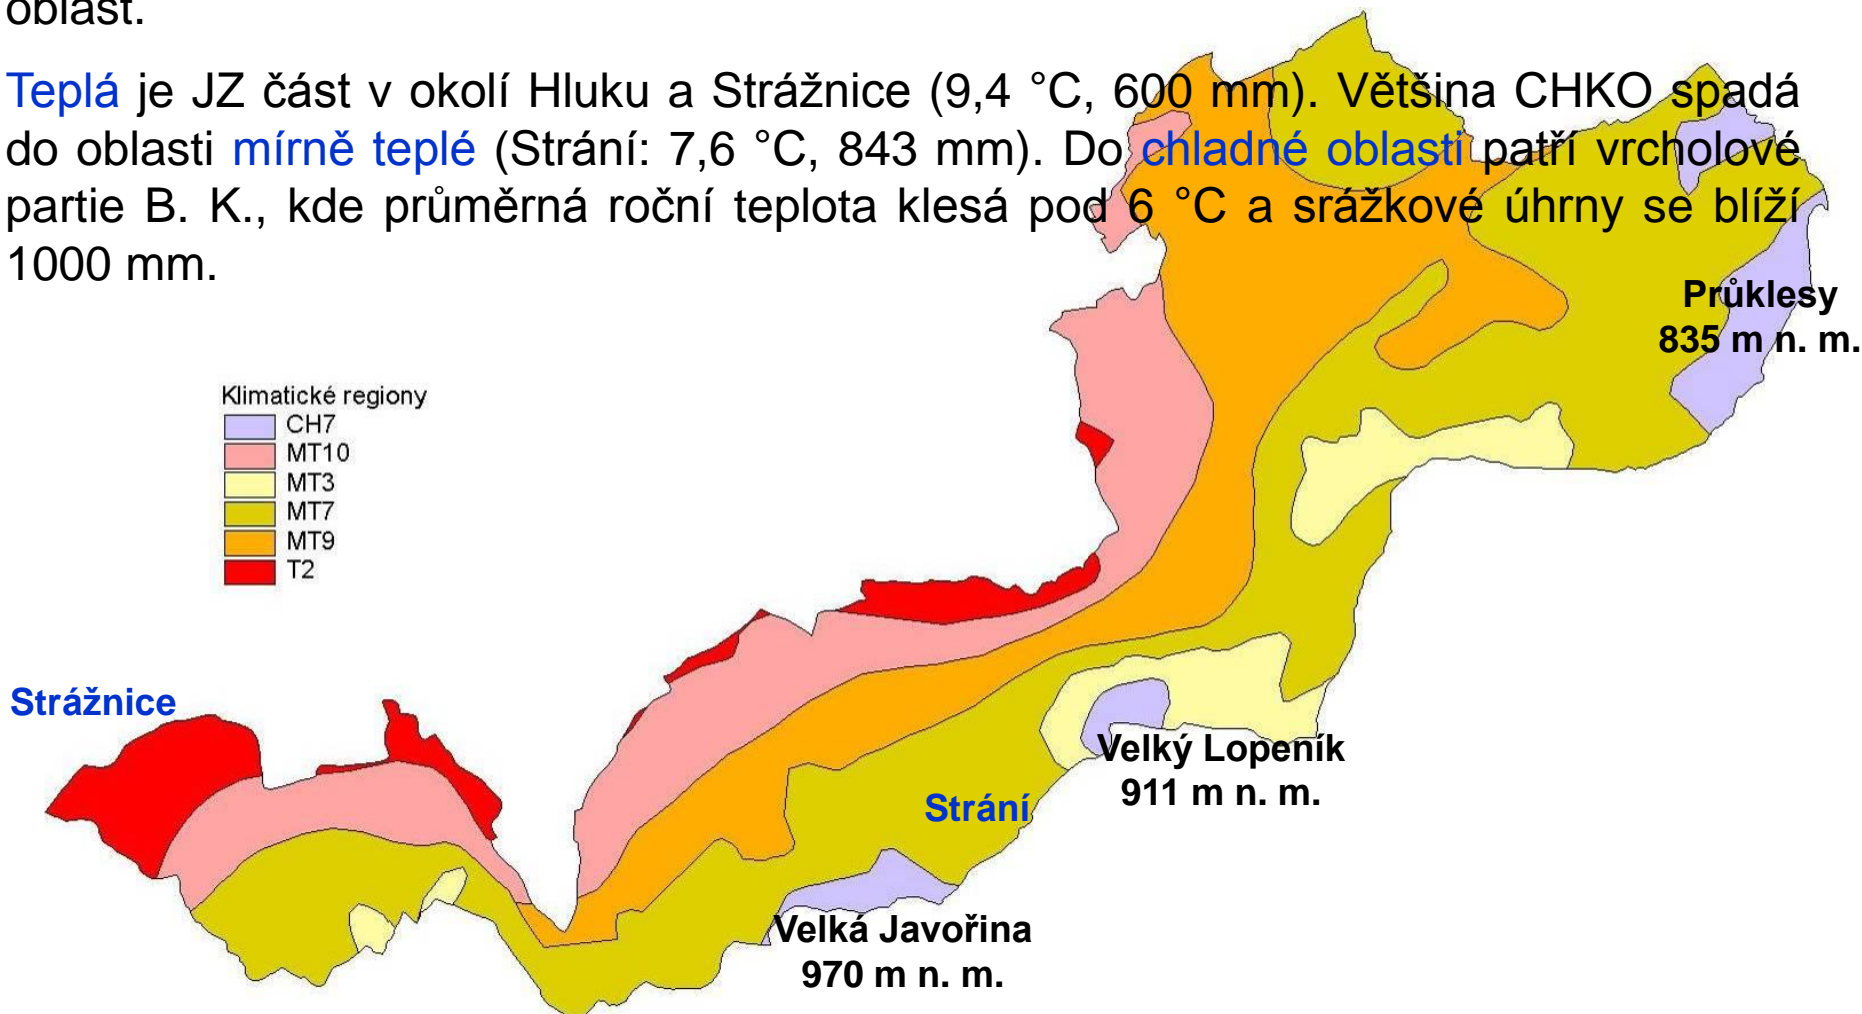 oblast.
Teplá je JZ část v okolí Hluku a Strážnice (9,4 °C, 600 mm). Většina CHKO spadá
do oblasti mírně teplé (Strání: 7,6 °C, 843 mm). Do chladné oblasti patří vrcholové
partie B. K., kde průměrná roční teplota klesá pod 6 °C a srážkové úhrny se blíží
1000 mm.
Průklesy
835 m n. m.
Klimatické regiony
CH7
MT10
MT3
MT7
MT9
T2
Strážnice
Velký Lopeník
911 m n. m.
Strání
Velká Javořina
970 m n. m.